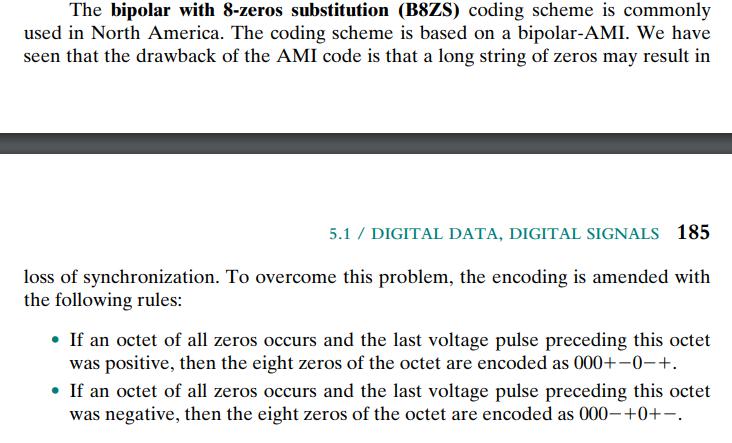 The bipolar with 8-zeros substitution (B8ZS) coding scheme is commonly
used in North America. The coding scheme is based on a bipolar-AMI. We have
seen that the drawback of the AMI code is that a long string of zeros may result in
5.1 / DIGITAL DATA, DIGITAL SIGNALS 185
loss of synchronization. To overcome this problem, the encoding is amended with
the following rules:
• If an octet of all zeros occurs and the last voltage pulse preceding this octet
was positive, then the eight zeros of the octet are encoded as 000+−0−+.
• If an octet of all zeros occurs and the last voltage pulse preceding this octet
was negative, then the eight zeros of the octet are encoded as 000−+0+−.